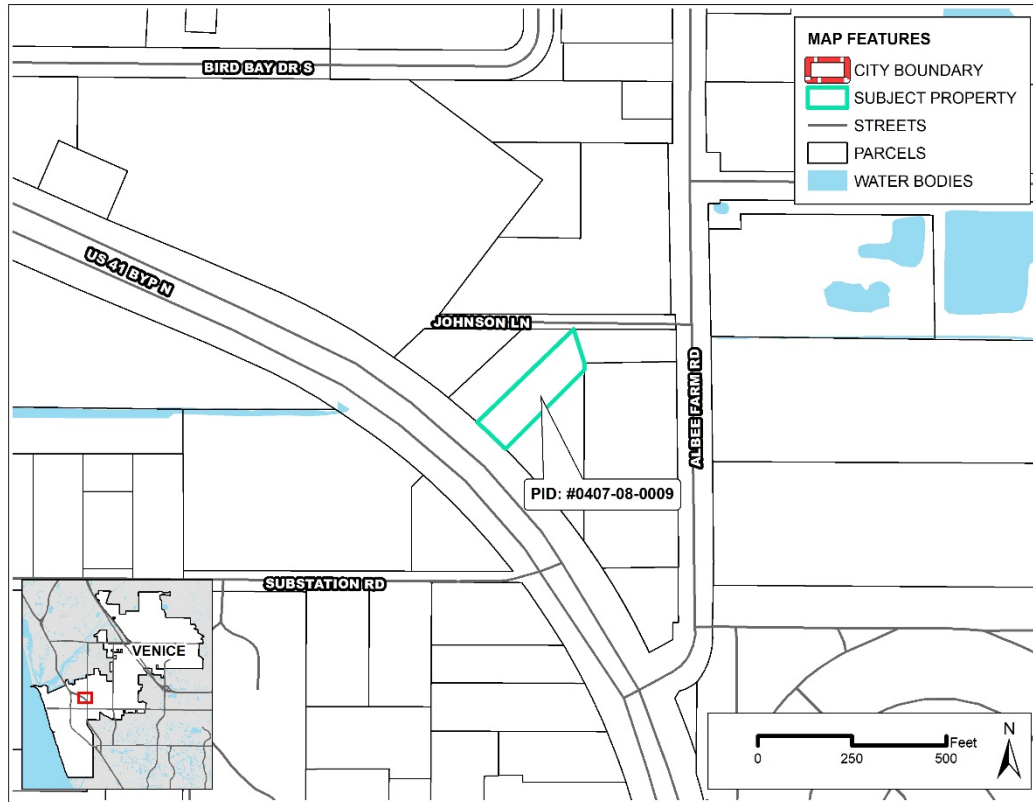 BIRD BAY DR S
MAP FEATURES
CITY BOUNDARY
SUBJECT PROPERTY
STREETS
PARCELS
WATER BODIES
US 41 BYP N
JOHNSON LN
ALBEE FARM RD
PID: #0407-08-0009
SUBSTATION RD
VENICE
0 250 500 Feet
N